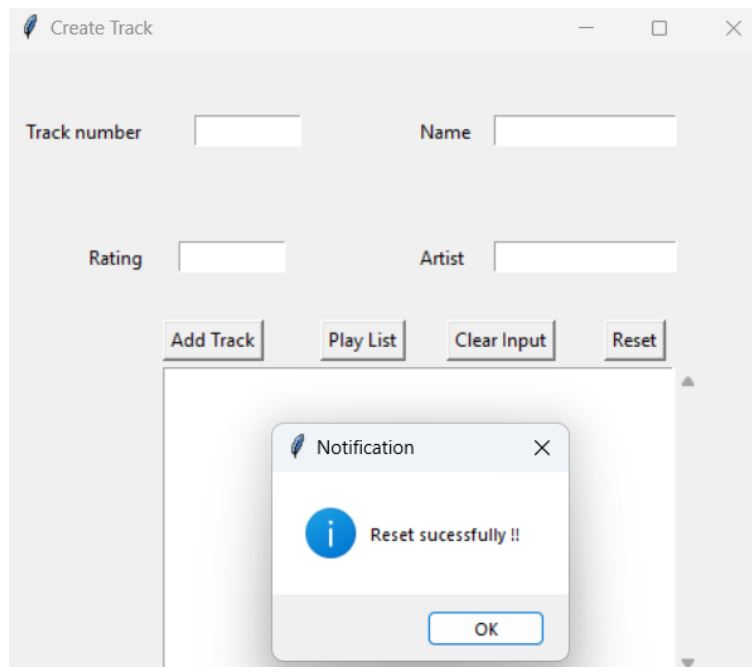 Create Track
Track number
Name
Rating
Artist
Add Track
Play List
Clear Input
Reset
Notification
Reset sucessfully !!
OK